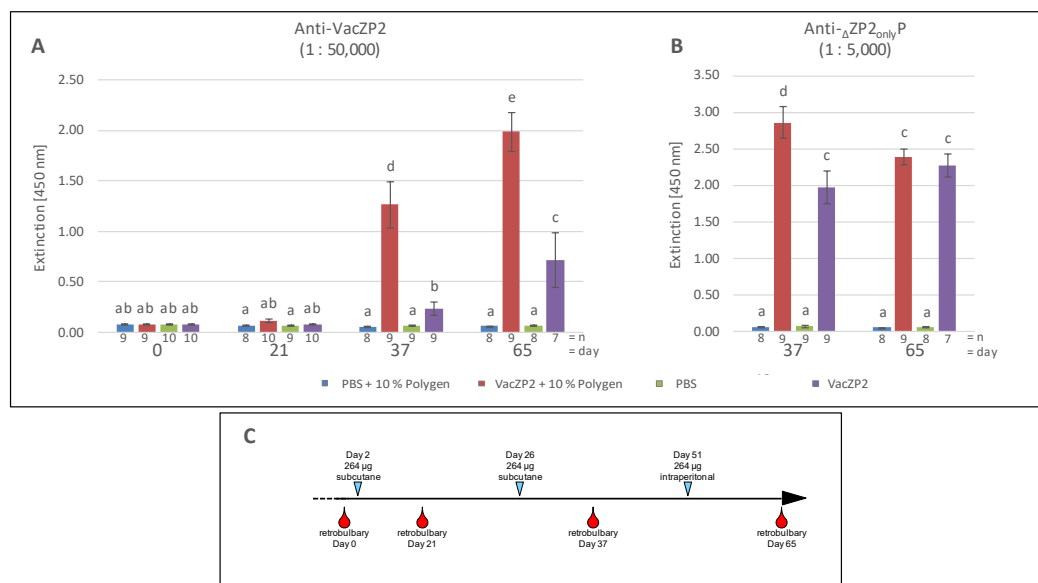 A
Anti-VacZP2
(1 : 50,000)
Extinction [450 nm]
2.50
2.00
1.50
1.00
0.50
0.00
ab ab ab ab
a ab a ab
a d a b
a e a c
9 9 10 10 8 10 9 10 8 9 9 9 8 9 8 7 = n
0 21 37 65 = day
B
Anti-ΔZP2onlyP
(1 : 5,000)
Extinction [450 nm]
3.50
3.00
2.50
2.00
1.50
1.00
0.50
0.00
a d a c
a c a c
8 9 9 9 8 9 8 7 = n
37 65 = day
PBS + 10 % Polygen VacZP2 + 10 % Polygen PBS VacZP2
C
Day 2
264 µg
subcutane
Day 26
264 µg
subcutane
Day 51
264 µg
intraperitonal
retrobulbary
Day 0
retrobulbary
Day 21
retrobulbary
Day 37
retrobulbary
Day 65